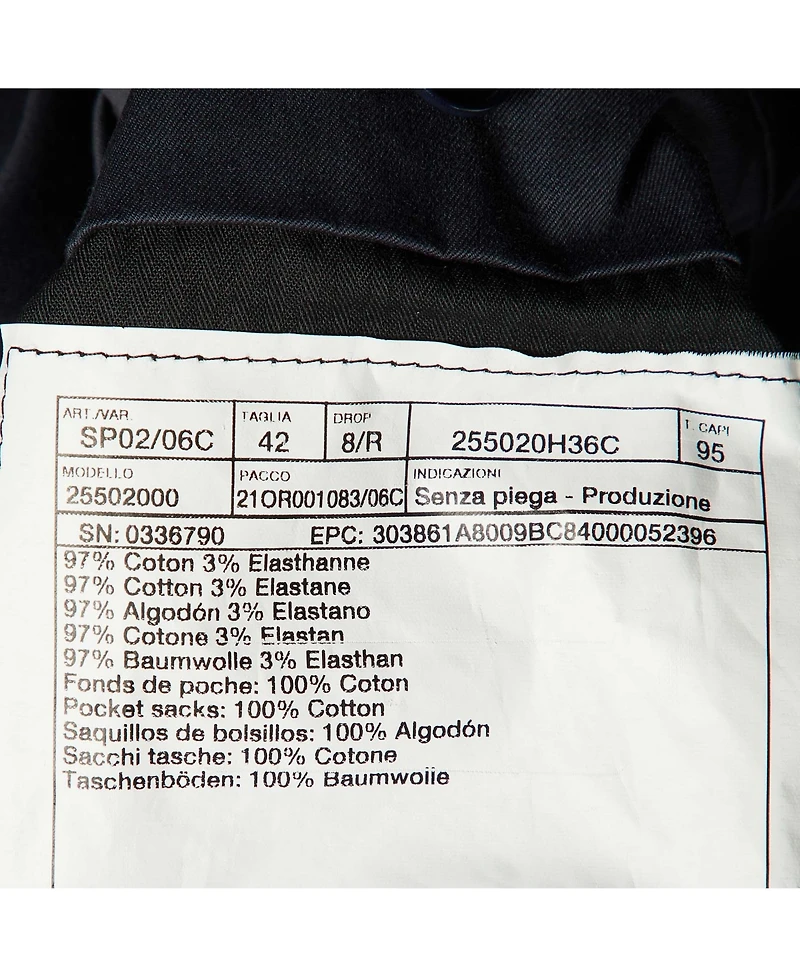 ART./VAR. TAGLIA DROP T. CAPI
SP02/06C 42 8/R 255020H36C 95
MODELLO PACCO INDICAZIONI
25502000 21OR001083/06C Senza piega - Produzione
SN: 0336790 EPC: 303861A8009BC84000052396
97% Coton 3% Elasthanne
97% Cotton 3% Elastane
97% Algodón 3% Elastano
97% Cotone 3% Elastan
97% Baumwolle 3% Elasthan
Fonds de poche: 100% Coton
Pocket sacks: 100% Cotton
Saquillos de bolsillos: 100% Algodón
Sacchi tasche: 100% Cotone
Taschenböden: 100% Baumwolle